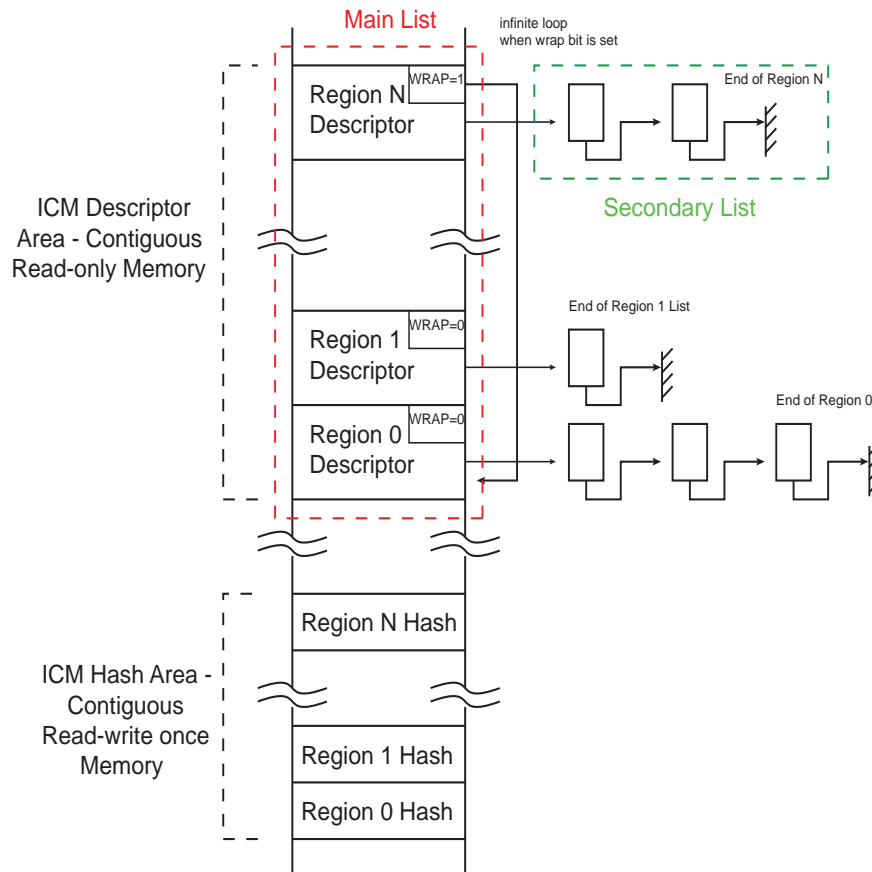 Main List
infinite loop
when wrap bit is set
WRAP=1
Region N
Descriptor
End of Region N
Secondary List
ICM Descriptor
Area - Contiguous
Read-only Memory
WRAP=0
Region 1
Descriptor
End of Region 1 List
WRAP=0
Region 0
Descriptor
End of Region 0
Region N Hash
ICM Hash Area -
Contiguous
Read-write once
Memory
Region 1 Hash
Region 0 Hash